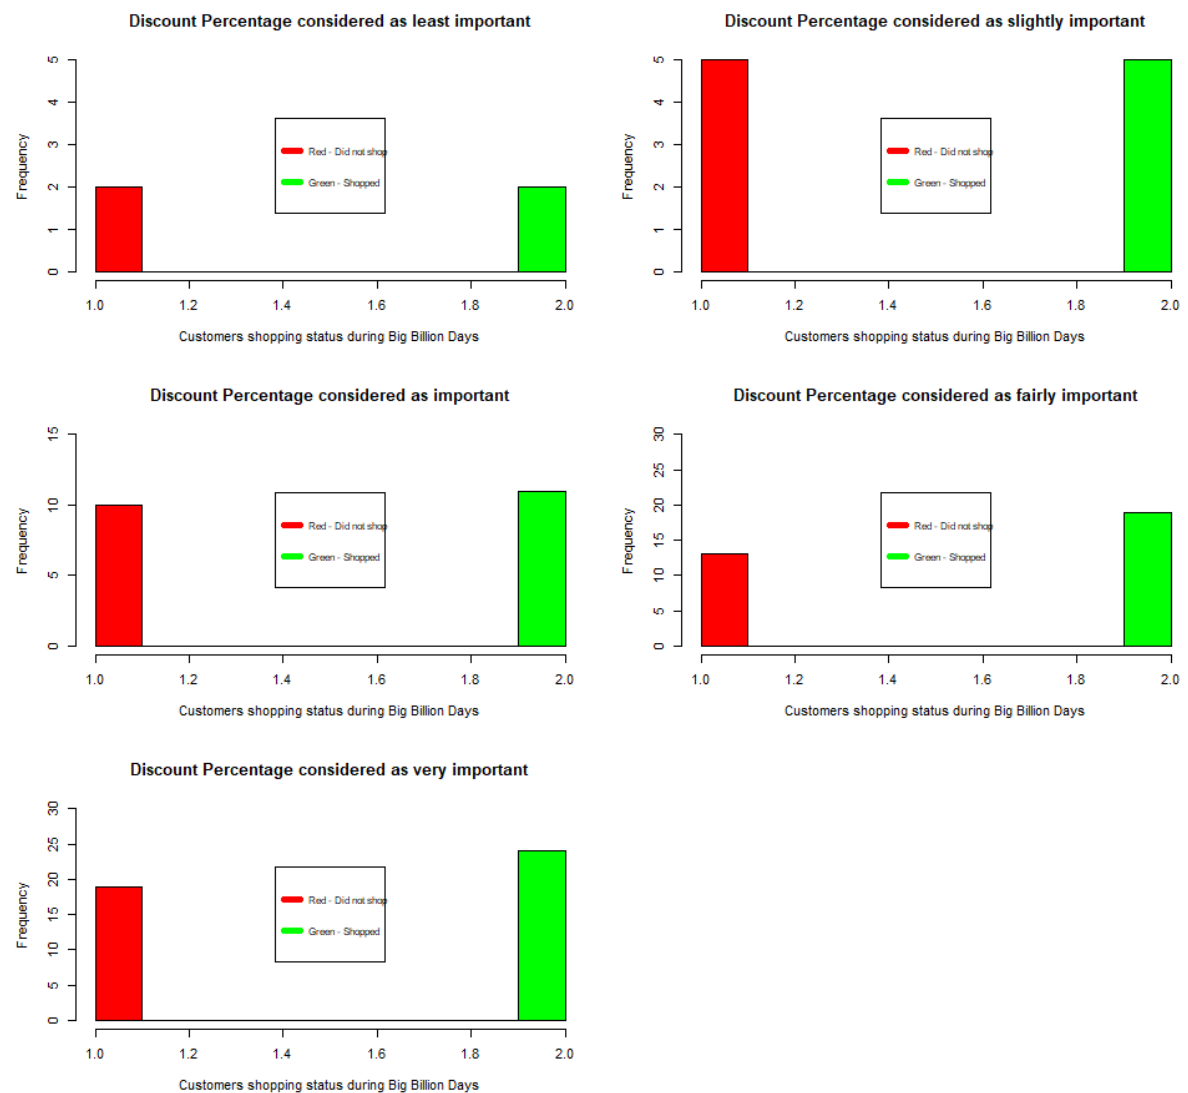 Discount Percentage considered as least important
Frequency
5
4
3
2
1
0
Red - Did not shop
Green - Shopped
1.0 1.2 1.4 1.6 1.8 2.0
Customers shopping status during Big Billion Days
Discount Percentage considered as slightly important
Frequency
5
4
3
2
1
0
Red - Did not shop
Green - Shopped
1.0 1.2 1.4 1.6 1.8 2.0
Customers shopping status during Big Billion Days
Discount Percentage considered as important
Frequency
15
10
5
0
Red - Did not shop
Green - Shopped
1.0 1.2 1.4 1.6 1.8 2.0
Customers shopping status during Big Billion Days
Discount Percentage considered as fairly important
Frequency
30
25
20
15
10
5
0
Red - Did not shop
Green - Shopped
1.0 1.2 1.4 1.6 1.8 2.0
Customers shopping status during Big Billion Days
Discount Percentage considered as very important
Frequency
30
25
20
15
10
5
0
Red - Did not shop
Green - Shopped
1.0 1.2 1.4 1.6 1.8 2.0
Customers shopping status during Big Billion Days